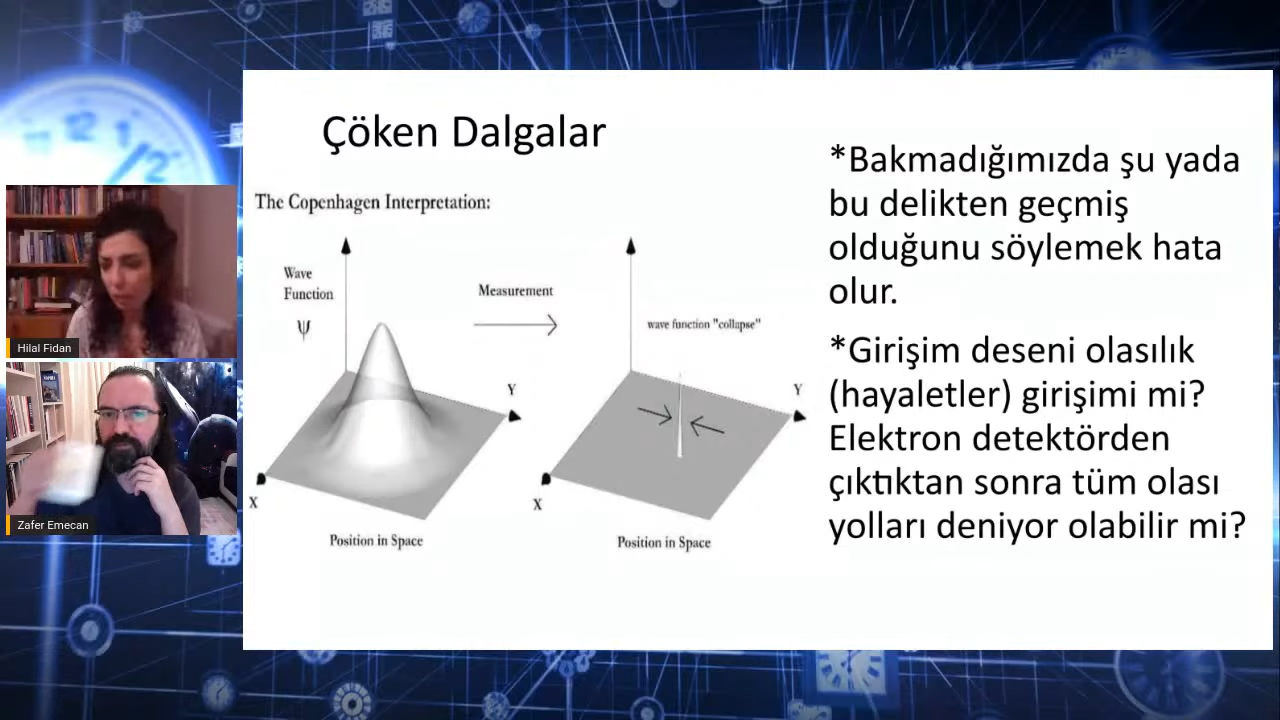 Çöken Dalgalar
The Copenhagen Interpretation:
Wave
Function
ψ
Measurement
wave function "collapse"
Y
X
Position in Space
Y
X
Position in Space
*Bakmadığımızda şu yada
bu delikten geçmiş
olduğunu söylemek hata
olur.
*Girişim deseni olasılık
(hayaletler) girişimi mi?
Elektron detektörden
çıktıktan sonra tüm olası
yolları deniyor olabilir mi?
Hilal Fidan
Zafer Emecan